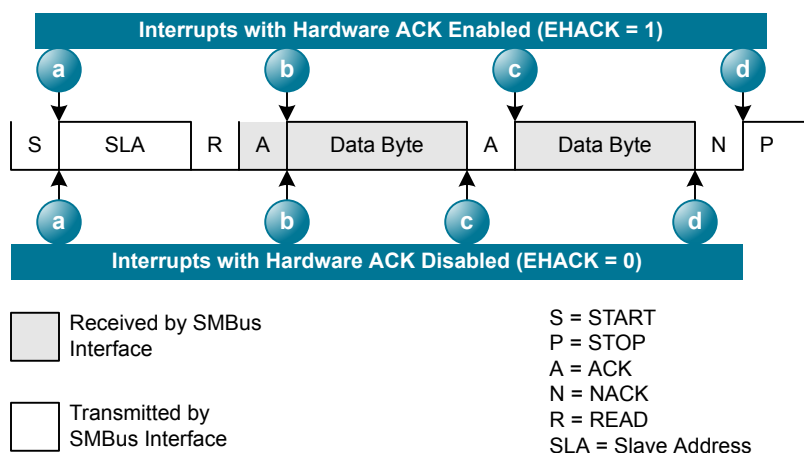 Interrupts with Hardware ACK Enabled (EHACK = 1)
a b c d
S SLA R A Data Byte A Data Byte N P
a b c d
Interrupts with Hardware ACK Disabled (EHACK = 0)
Received by SMBus
Interface
Transmitted by
SMBus Interface
S = START
P = STOP
A = ACK
N = NACK
R = READ
SLA = Slave Address